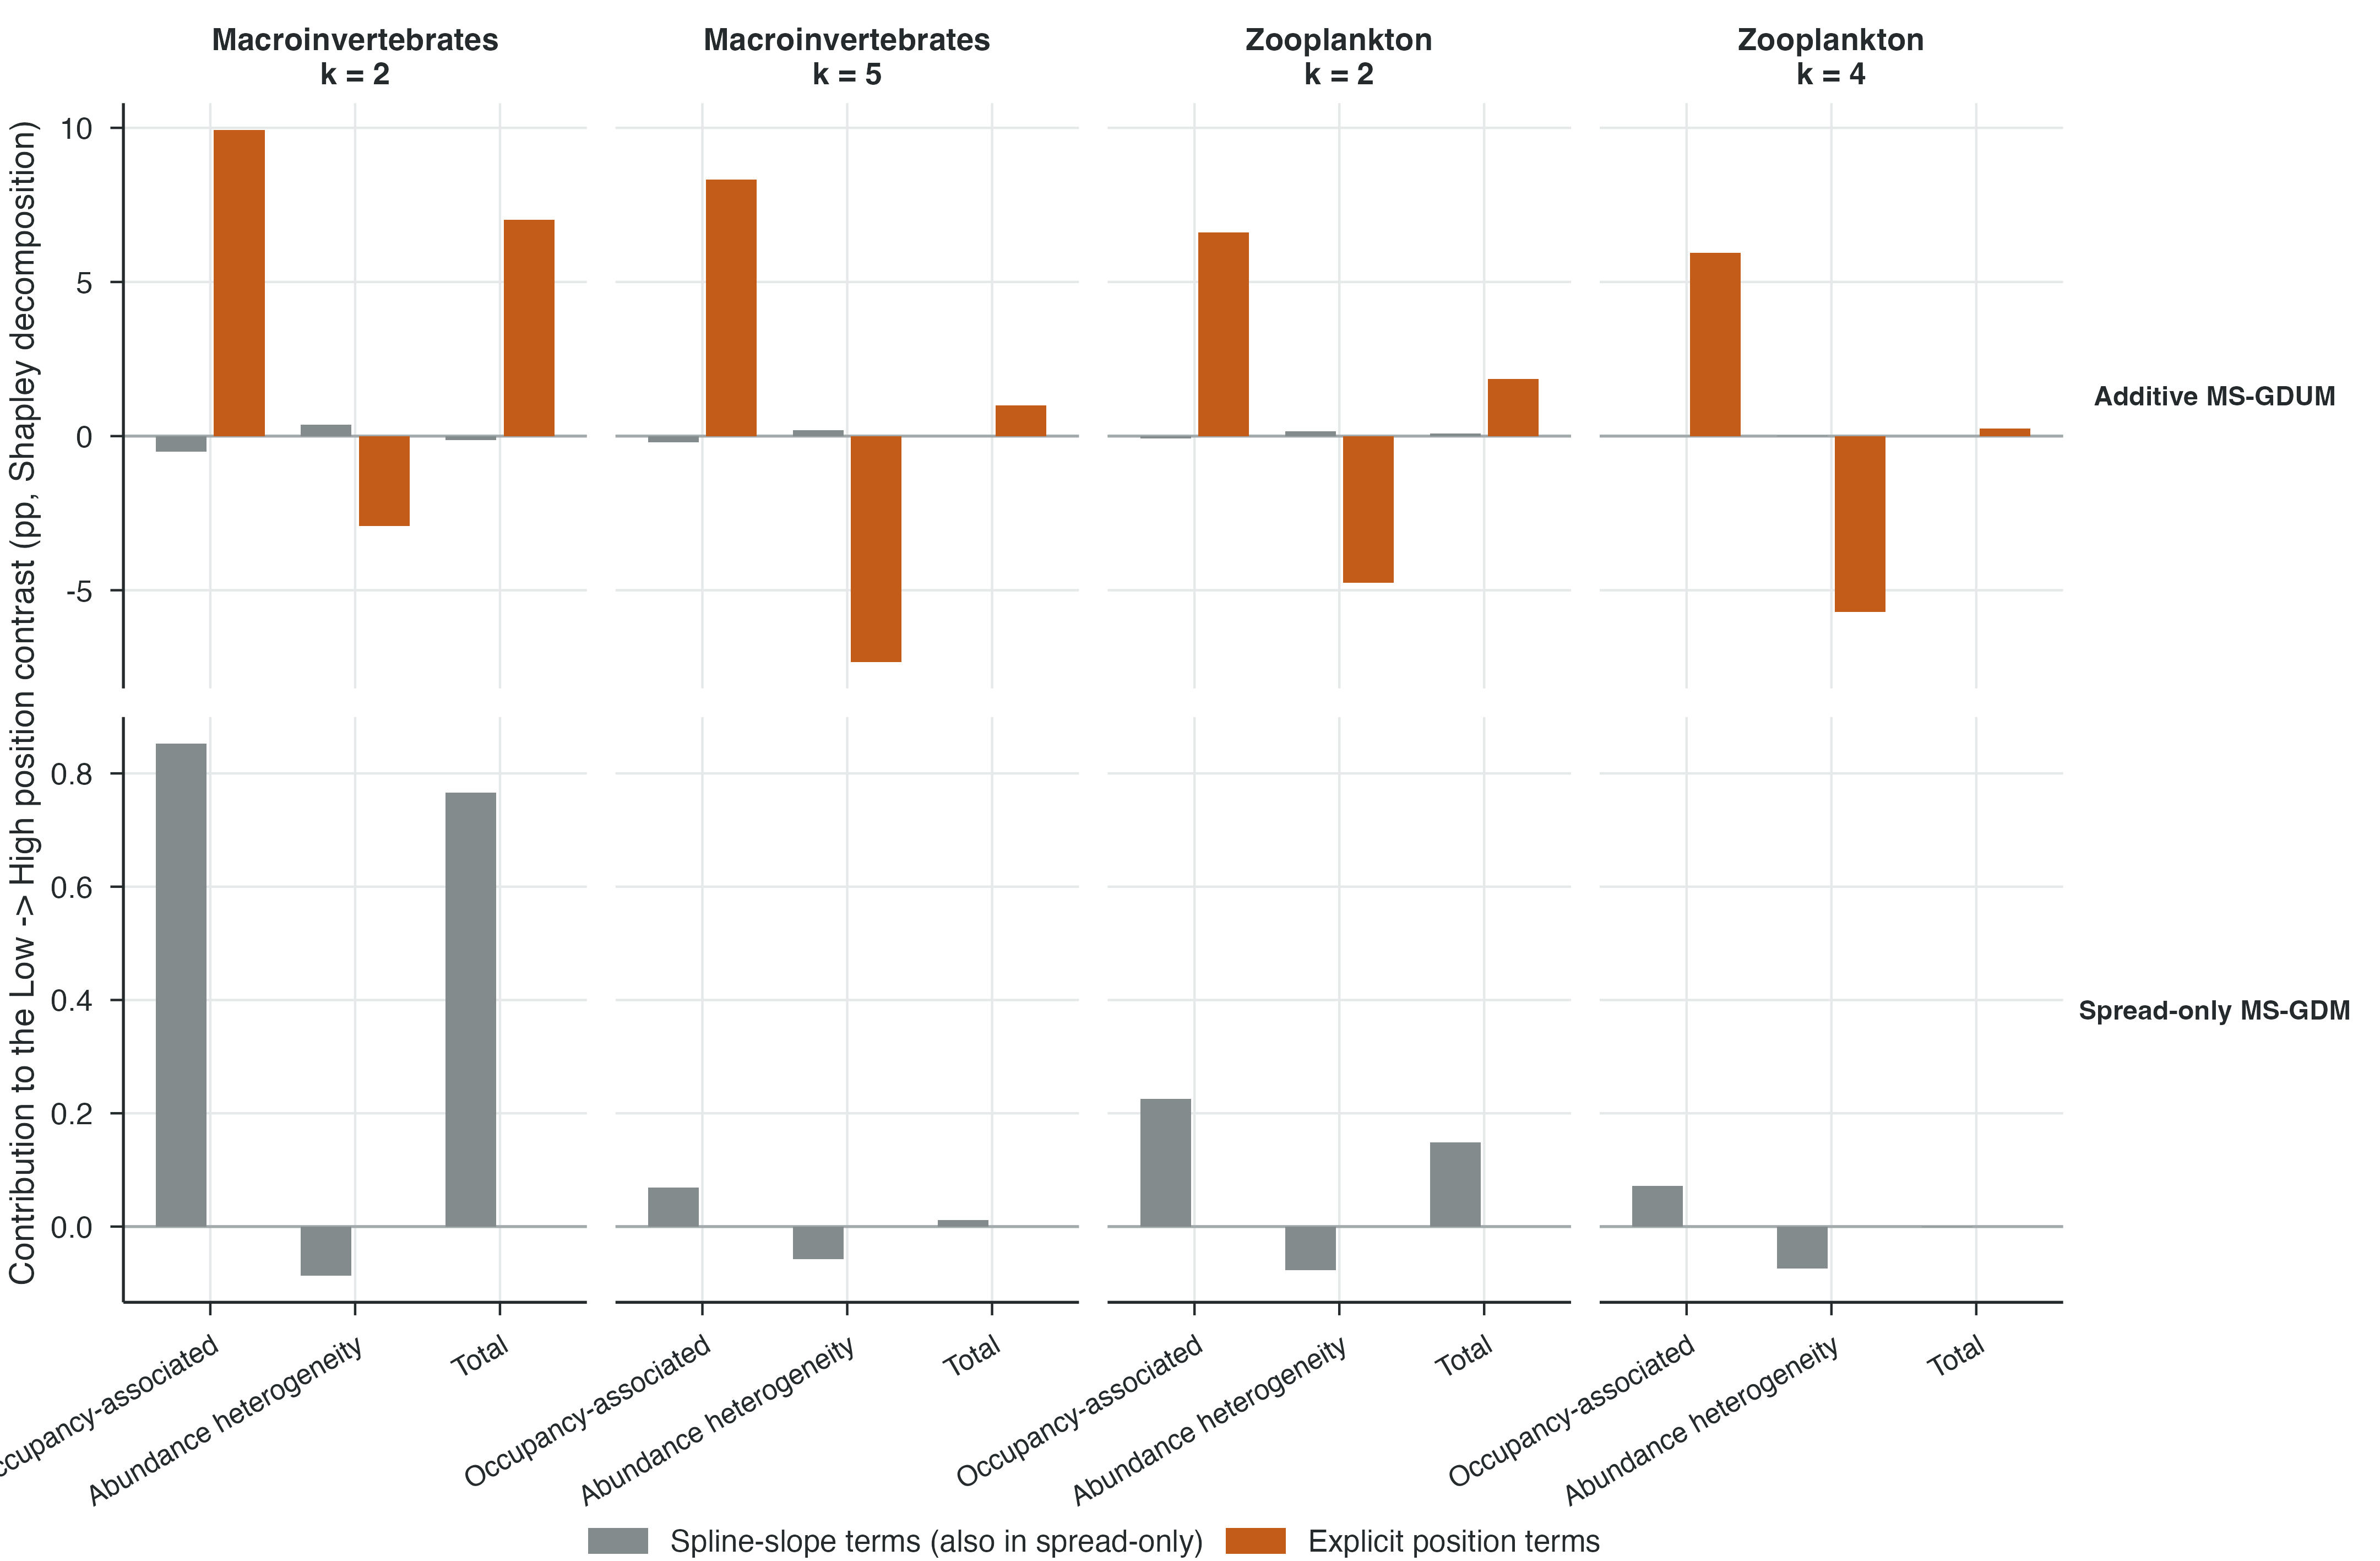 Macroinvertebrates
k = 2
Macroinvertebrates
k = 5
Zooplankton
k = 2
Zooplankton
k = 4
Contribution to the Low -> High position contrast (pp, Shapley decomposition)
10
5
0
-5
Additive MS-GDUM
0.8
0.6
0.4
0.2
0.0
Spread-only MS-GDM
ccupancy-associated
Abundance heterogeneity
Total
Occupancy-associated
Abundance heterogeneity
Total
Occupancy-associated
Abundance heterogeneity
Total
Occupancy-associated
Abundance heterogeneity
Total
Spline-slope terms (also in spread-only)
Explicit position terms